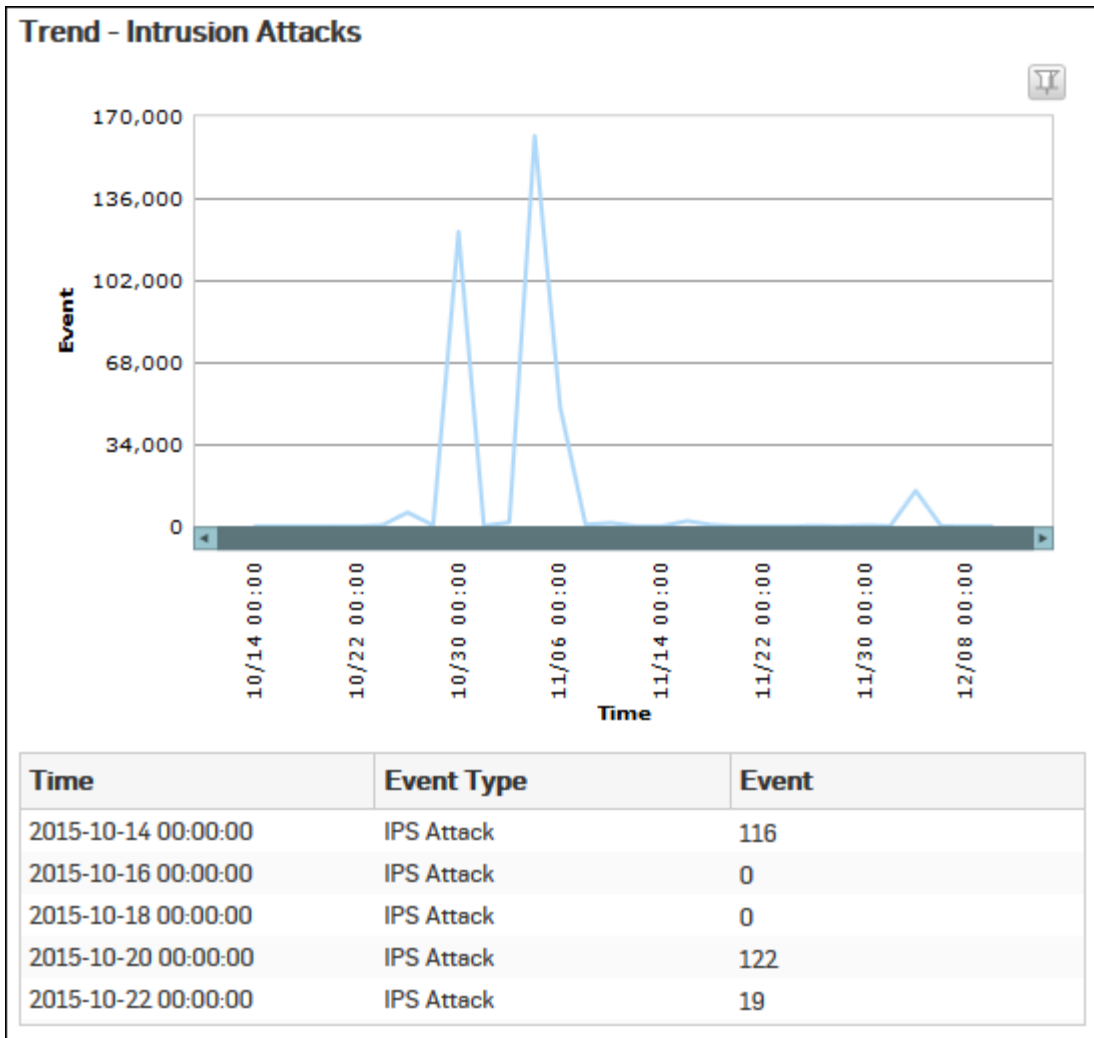 Trend - Intrusion Attacks
170,000
136,000
102,000
68,000
34,000
0
Event
10/14 00:00
10/22 00:00
10/30 00:00
11/06 00:00
11/14 00:00
11/22 00:00
11/30 00:00
12/08 00:00
Time
Time Event Type Event
2015-10-14 00:00:00 IPS Attack 116
2015-10-16 00:00:00 IPS Attack 0
2015-10-18 00:00:00 IPS Attack 0
2015-10-20 00:00:00 IPS Attack 122
2015-10-22 00:00:00 IPS Attack 19